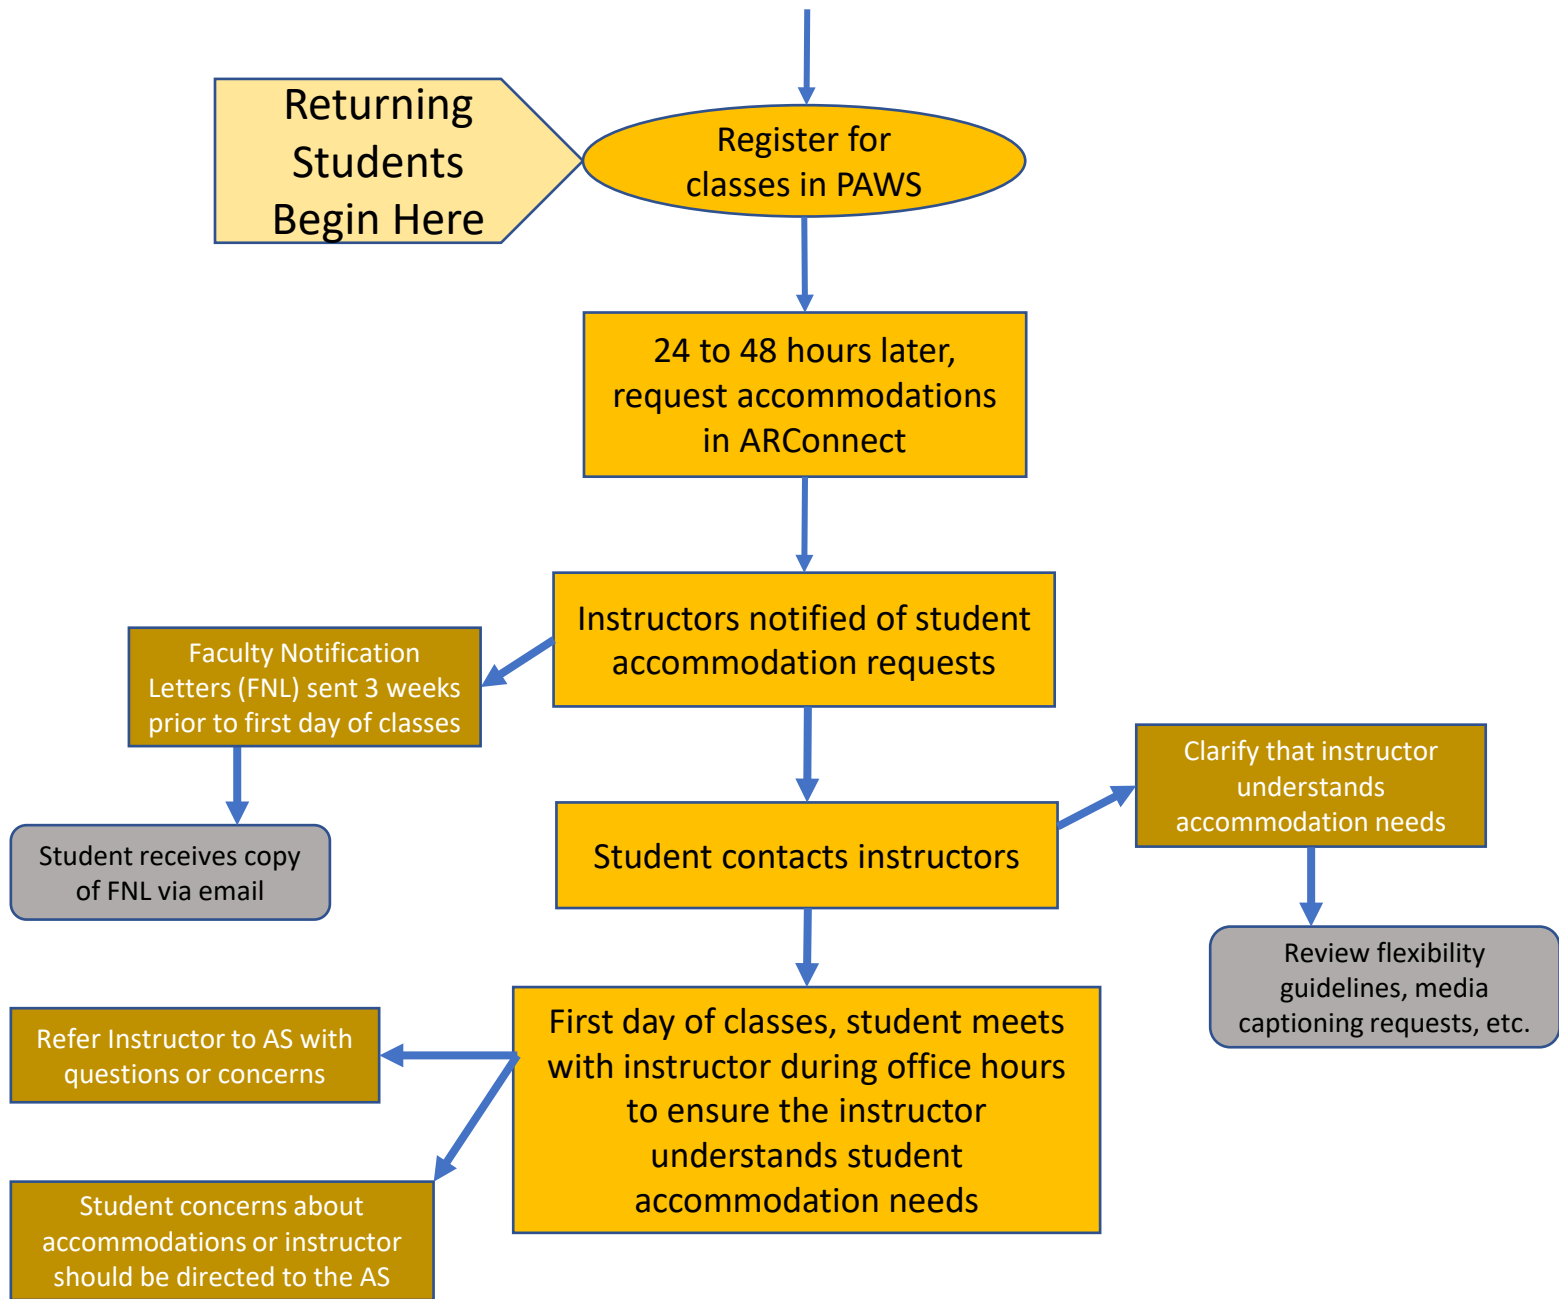 Returning
Students
Begin Here
Register for
classes in PAWS
24 to 48 hours later,
request accommodations
in ARConnect
Instructors notified of student
accommodation requests
Faculty Notification
Letters (FNL) sent 3 weeks
prior to first day of classes
Student receives copy
of FNL via email
Student contacts instructors
Clarify that instructor
understands
accommodation needs
Review flexibility
guidelines, media
captioning requests, etc.
First day of classes, student meets
with instructor during office hours
to ensure the instructor
understands student
accommodation needs
Refer Instructor to AS with
questions or concerns
Student concerns about
accommodations or instructor
should be directed to the AS